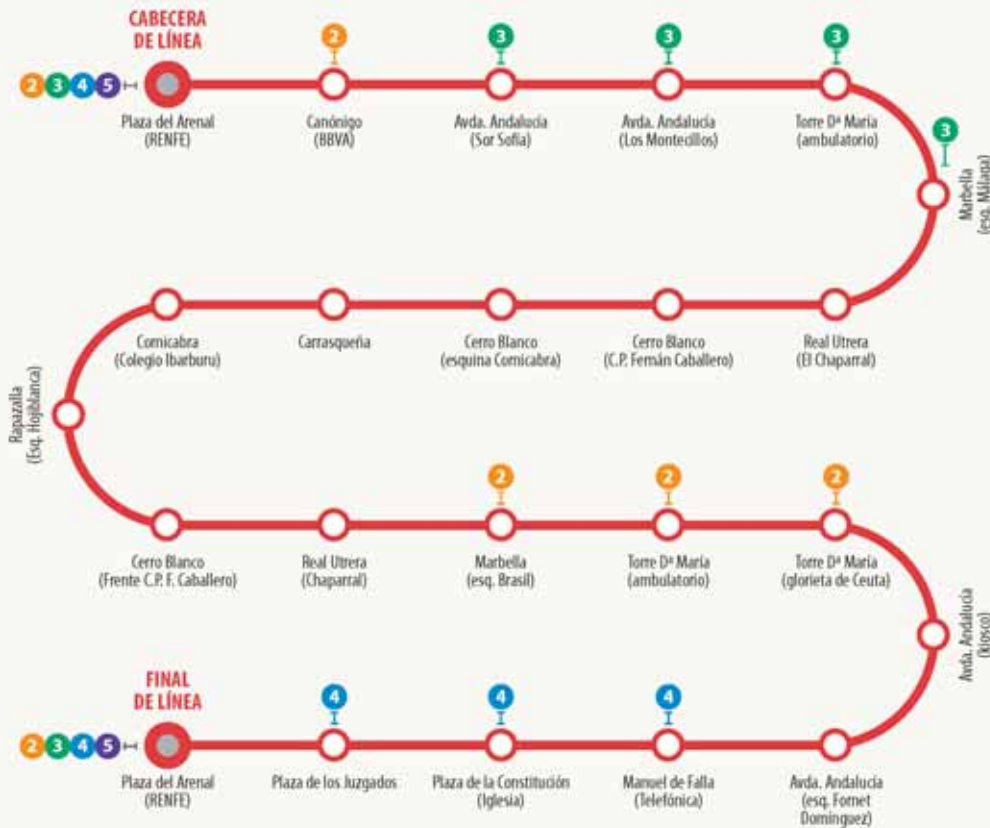 CABECERA
DE LÍNEA
2 3 4 5
Plaza del Arenal
(RENFE)
2
Canónigo
(BBVA)
3
Avda. Andalucía
(Sor Sofía)
3
Avda. Andalucía
(Los Montecillos)
3
Torre Dª María
(ambulatorio)
3
Marbella
(esq. Málaga)
Real Utrera
(El Chaparral)
Cerro Blanco
(C.P. Fernán Caballero)
Cerro Blanco
(esquina Cornicabra)
Carrasqueña
Cornicabra
(Colegio Ibarburu)
Rapazalla
(Esq. Hojiblanca)
Cerro Blanco
(Frente C.P. F. Caballero)
Real Utrera
(Chaparral)
2
Marbella
(esq. Brasil)
2
Torre Dª María
(ambulatorio)
2
Torre Dª María
(glorieta de Ceuta)
Avda. Andalucía
(kiosco)
Avda. Andalucía
(esq. Fornet
Domínguez)
4
Manuel de Falla
(Telefónica)
4
Plaza de la Constitución
(Iglesia)
4
Plaza de los Juzgados
FINAL
DE LÍNEA
2 3 4 5
Plaza del Arenal
(RENFE)